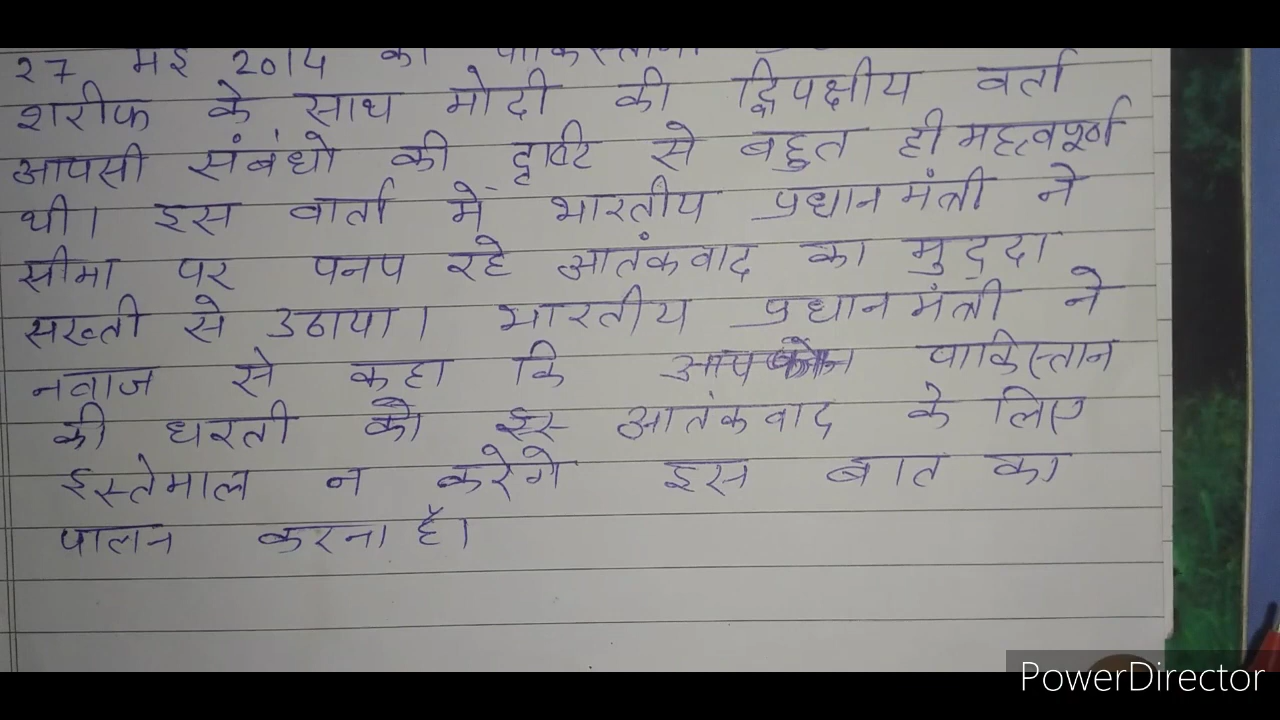 27 मई 2014 को पाकिस्तानी
शरीफ के साथ मोदी की द्विपक्षीय वर्ता
आपसी संबंधो की दृष्टि से बहुत ही महत्वपूर्ण
थी। इस वार्ता में भारतीय प्रधानमंत्री ने
सीमा पर पनप रहे आतंकवाद का मुद्दा
सख्ती से उठाया। भारतीय प्रधानमंत्री ने
नवाज से कहा कि आप पाकिस्तान
की धरती को आतंकवाद के लिए
इस्तेमाल न करेगे इस बात का
पालन करना है।
PowerDirector